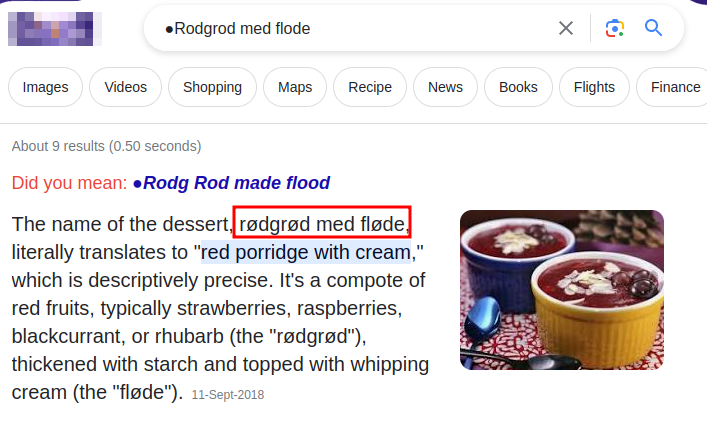 ●Rodgrod med flode
Images Videos Shopping Maps Recipe News Books Flights Finance
About 9 results (0.50 seconds)
Did you mean: ●Rodg Rod made flood
The name of the dessert, rødgrød med fløde,
literally translates to "red porridge with cream,"
which is descriptively precise. It's a compote of
red fruits, typically strawberries, raspberries,
blackcurrant, or rhubarb (the "rødgrød"),
thickened with starch and topped with whipping
cream (the "fløde"). 11-Sept-2018